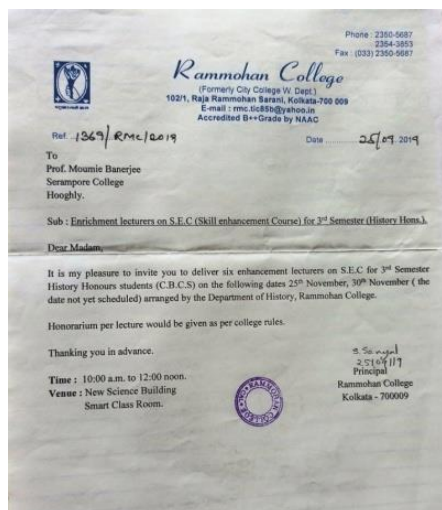 Phone : 2350-5687
2354-3853
Fax : (033) 2350-5687
Rammohan College
(Formerly City College W. Dept.)
102/1, Raja Rammohan Sarani, Kolkata-700 009
E-mail : rmc.tic85b@yahoo.in
Accredited B++Grade by NAAC
Ref. 1369/RMC/2019
Date 25/09 2019
To
Prof. Moumie Banerjee
Serampore College
Hooghly.
Sub : Enrichment lecturers on S.E.C (Skill enhancement Course) for 3rd Semester (History Hons.).
Dear Madam,
It is my pleasure to invite you to deliver six enhancement lecturers on S.E.C for 3rd Semester
History Honours students (C.B.C.S) on the following dates 25th November, 30th November ( the
date not yet scheduled) arranged by the Department of History, Rammohan College.
Honorarium per lecture would be given as per college rules.
Thanking you in advance.
S. Sanyal
25/09/19
Principal
Rammohan College
Kolkata - 700009
Time : 10:00 a.m. to 12:00 noon.
Venue : New Science Building
Smart Class Room.
RAMMOHAN COLLEGE